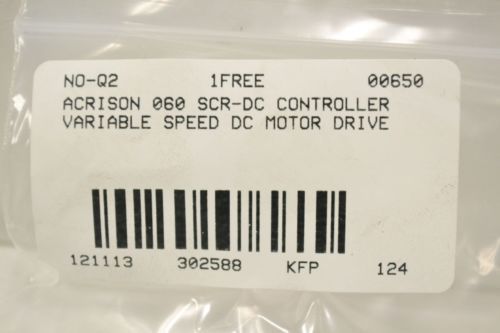 NO-Q2 1FREE 00650
ACRISON 060 SCR-DC CONTROLLER
VARIABLE SPEED DC MOTOR DRIVE
121113 302588 KFP 124